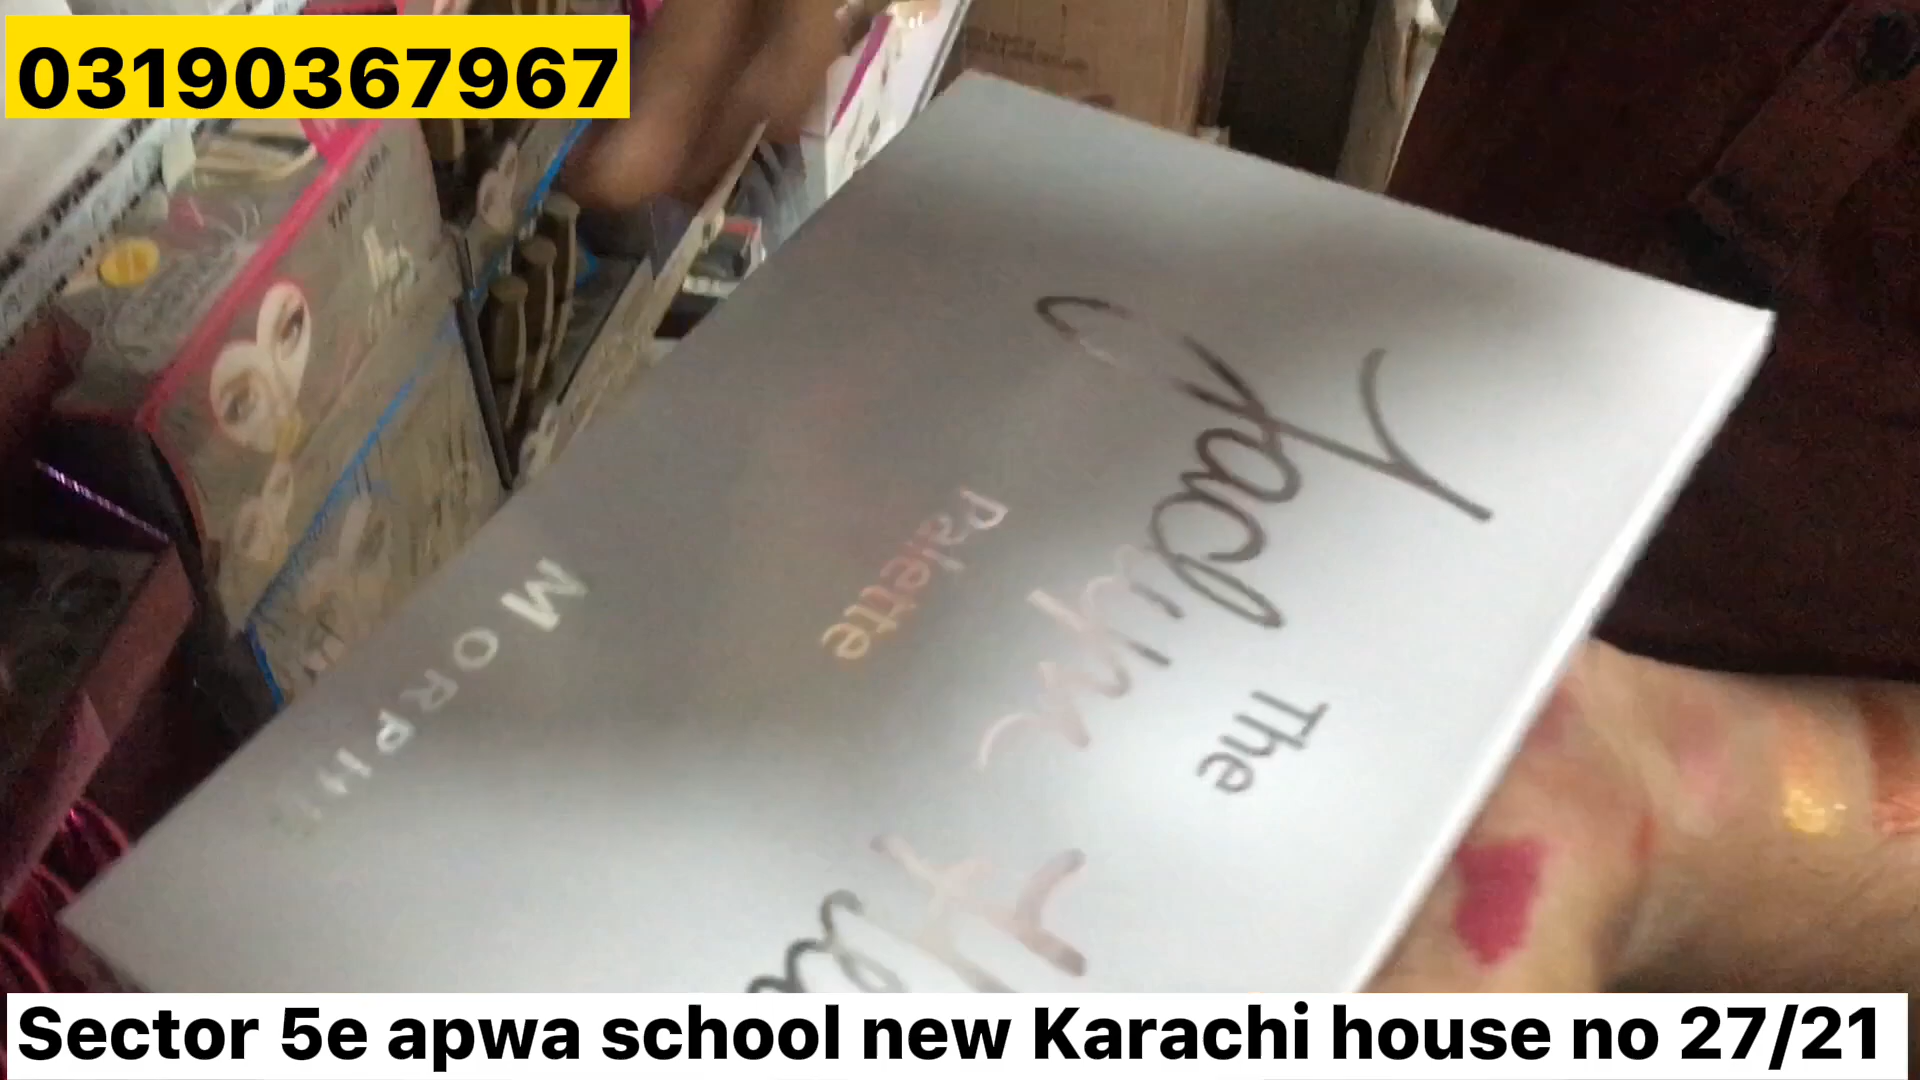 03190367967
The
Jaclyn
Palette
MORPHE
Sector 5e apwa school new Karachi house no 27/21